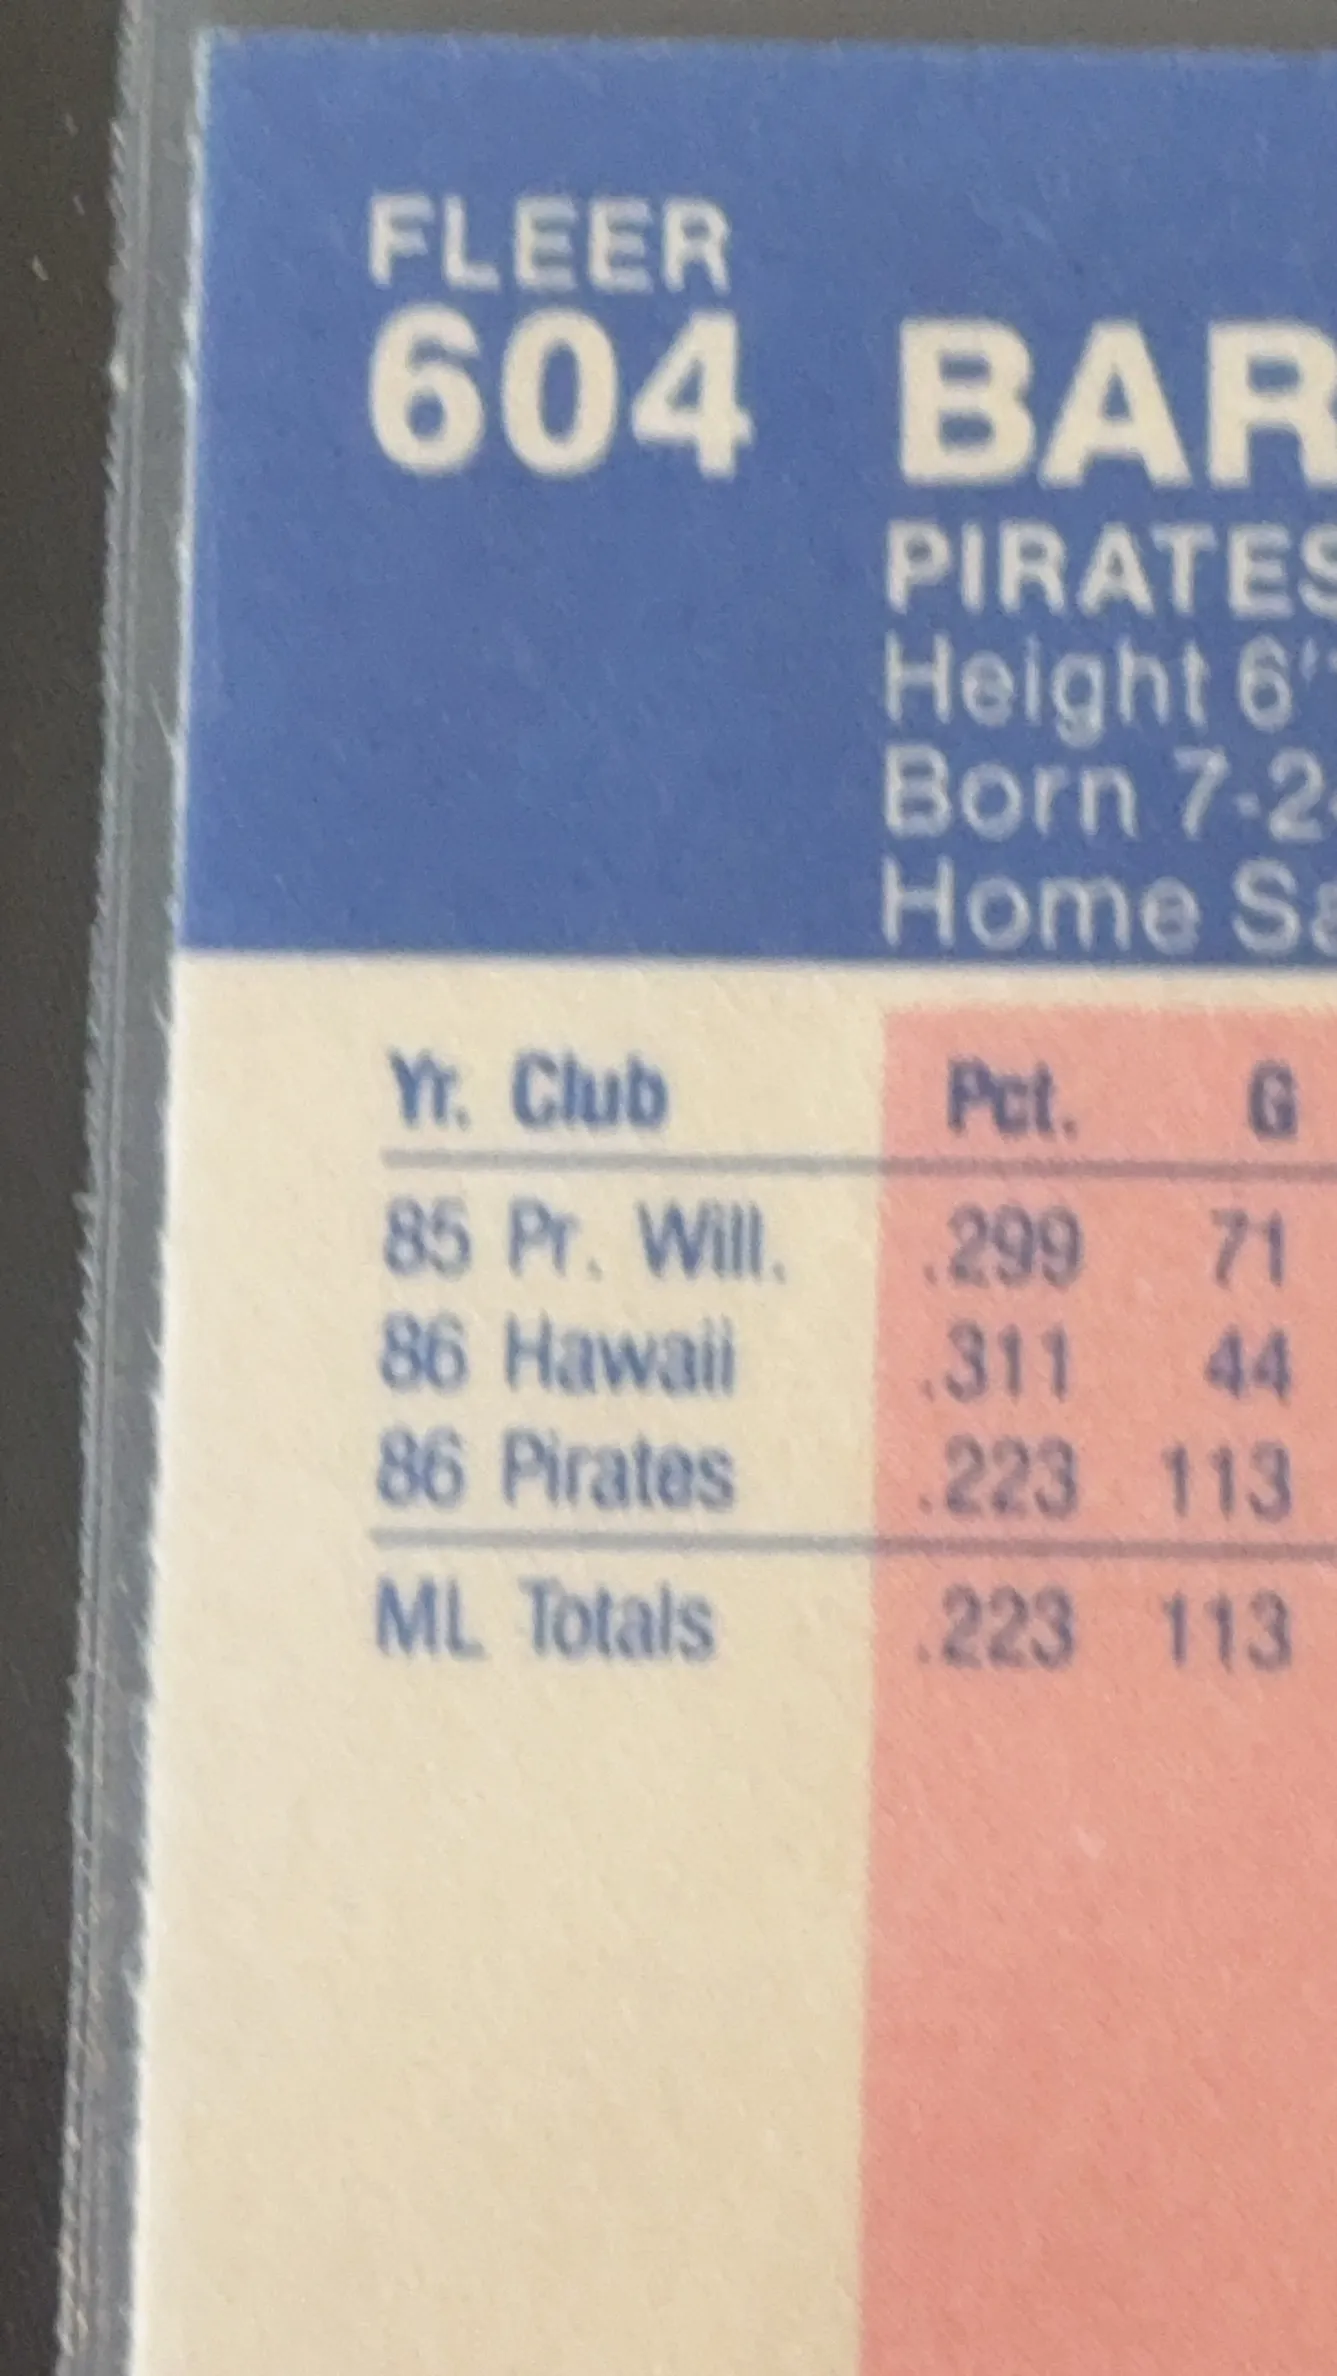 FLEER
604 BAR
PIRATES
Height 6'
Born 7-2
Home Sa
Yr. Club Pct. G
85 Pr. Will. .299 71
86 Hawaii .311 44
86 Pirates .223 113
ML Totals .223 113